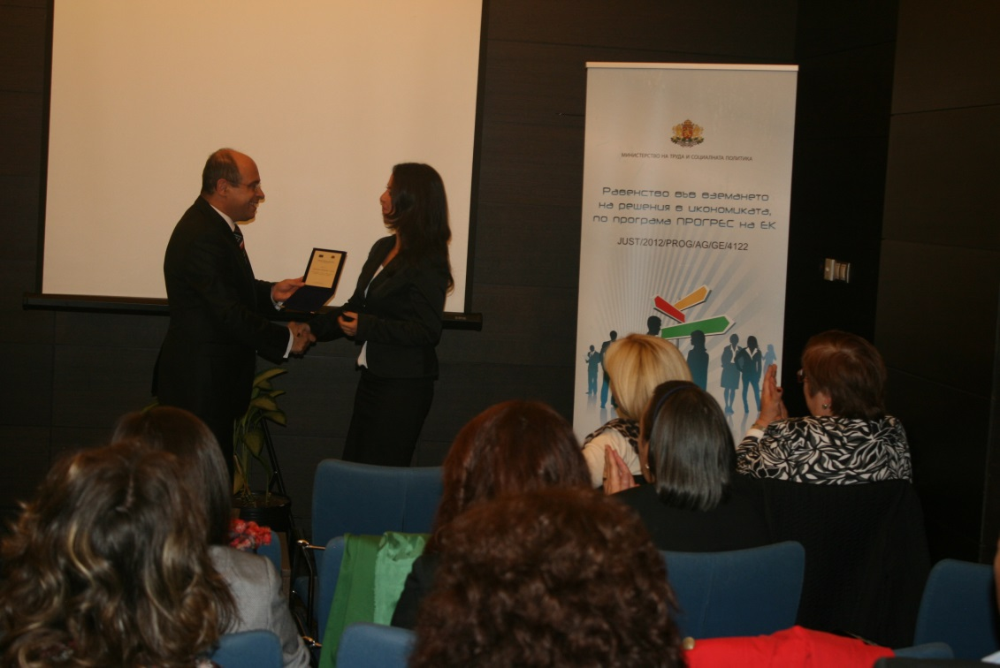 МИНИСТЕРСТВО НА ТРУДА И СОЦИАЛНАТА ПОЛИТИКА
Равенство във вземането
на решения в икономиката,
по програма ПРОГРЕС на ЕК
JUST/2012/PROG/AG/GE/4122